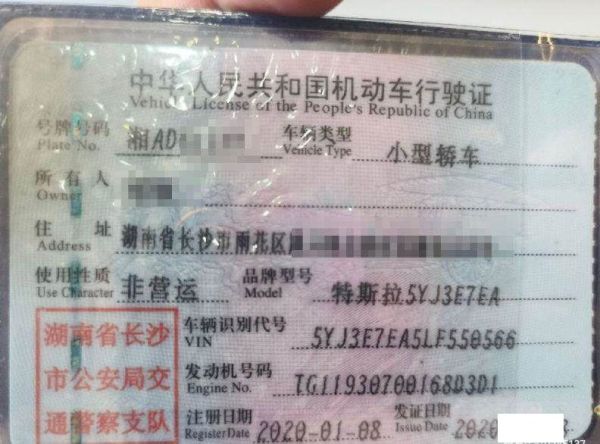 中华人民共和国机动车行驶证
Vehicle License of the People's Republic of China
号牌号码 湘AD 车辆类型 小型轿车
Plate No. Vehicle Type
所有人
Owner
住址 湖南省长沙市雨花区
Address
使用性质 非营运 品牌型号 特斯拉5YJ3E7EA
Use Character Model
湖南省长沙 车辆识别代号 5YJ3E7EA5LF550566
市公安局交 VIN
通警察支队 发动机号码 TG11930700168D3D1
Engine No.
注册日期 2020-01-08 发证日期 2020
Register Date Issue Date